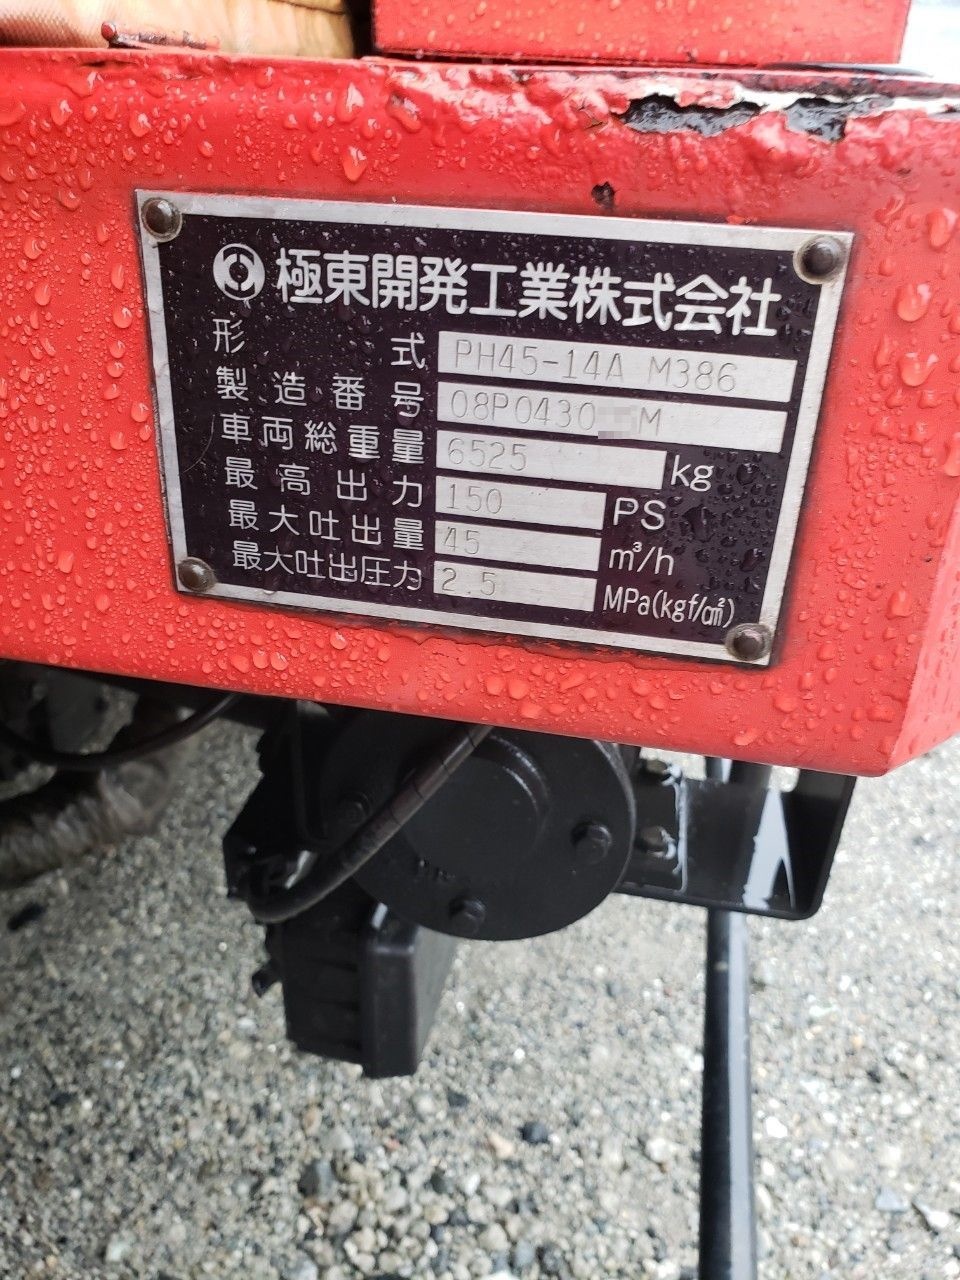 極東開発工業株式会社
形式 PH45-14A M386
製造番号 08P0430 M
車両総重量 6525 kg
最高出力 150 PS
最大吐出量 45 m³/h
最大吐出圧力 2.5 MPa(kgf/c㎡)